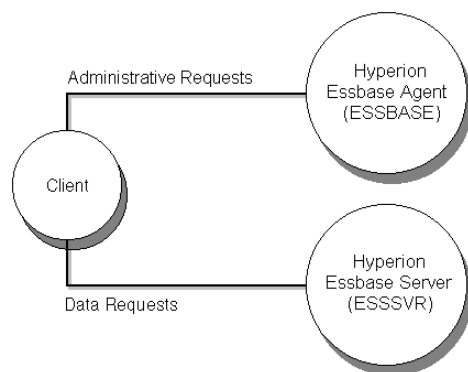 Administrative Requests
Hyperion
Essbase Agent
(ESSBASE)
Client
Hyperion
Essbase Server
(ESSSVR)
Data Requests